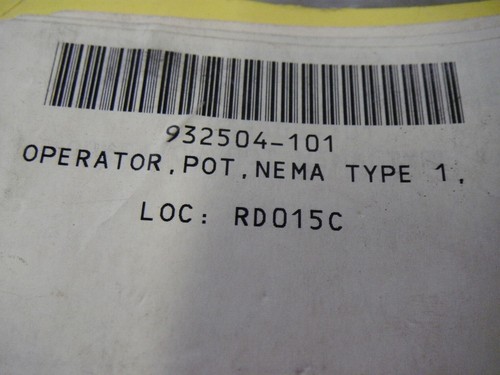 932504-101
OPERATOR,POT,NEMA TYPE 1,
LOC: RD015C